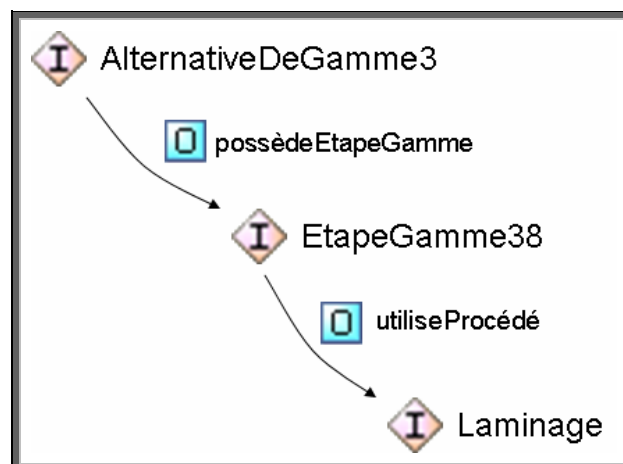 I AlternativeDeGamme3
O possèdeEtapeGamme
I EtapeGamme38
O utiliseProcédé
I Laminage